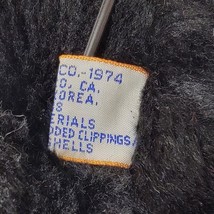 CO.-1974
O. CA.
KOREA.
S
ERIALS
DDED CLIPPINGS/
SHELLS